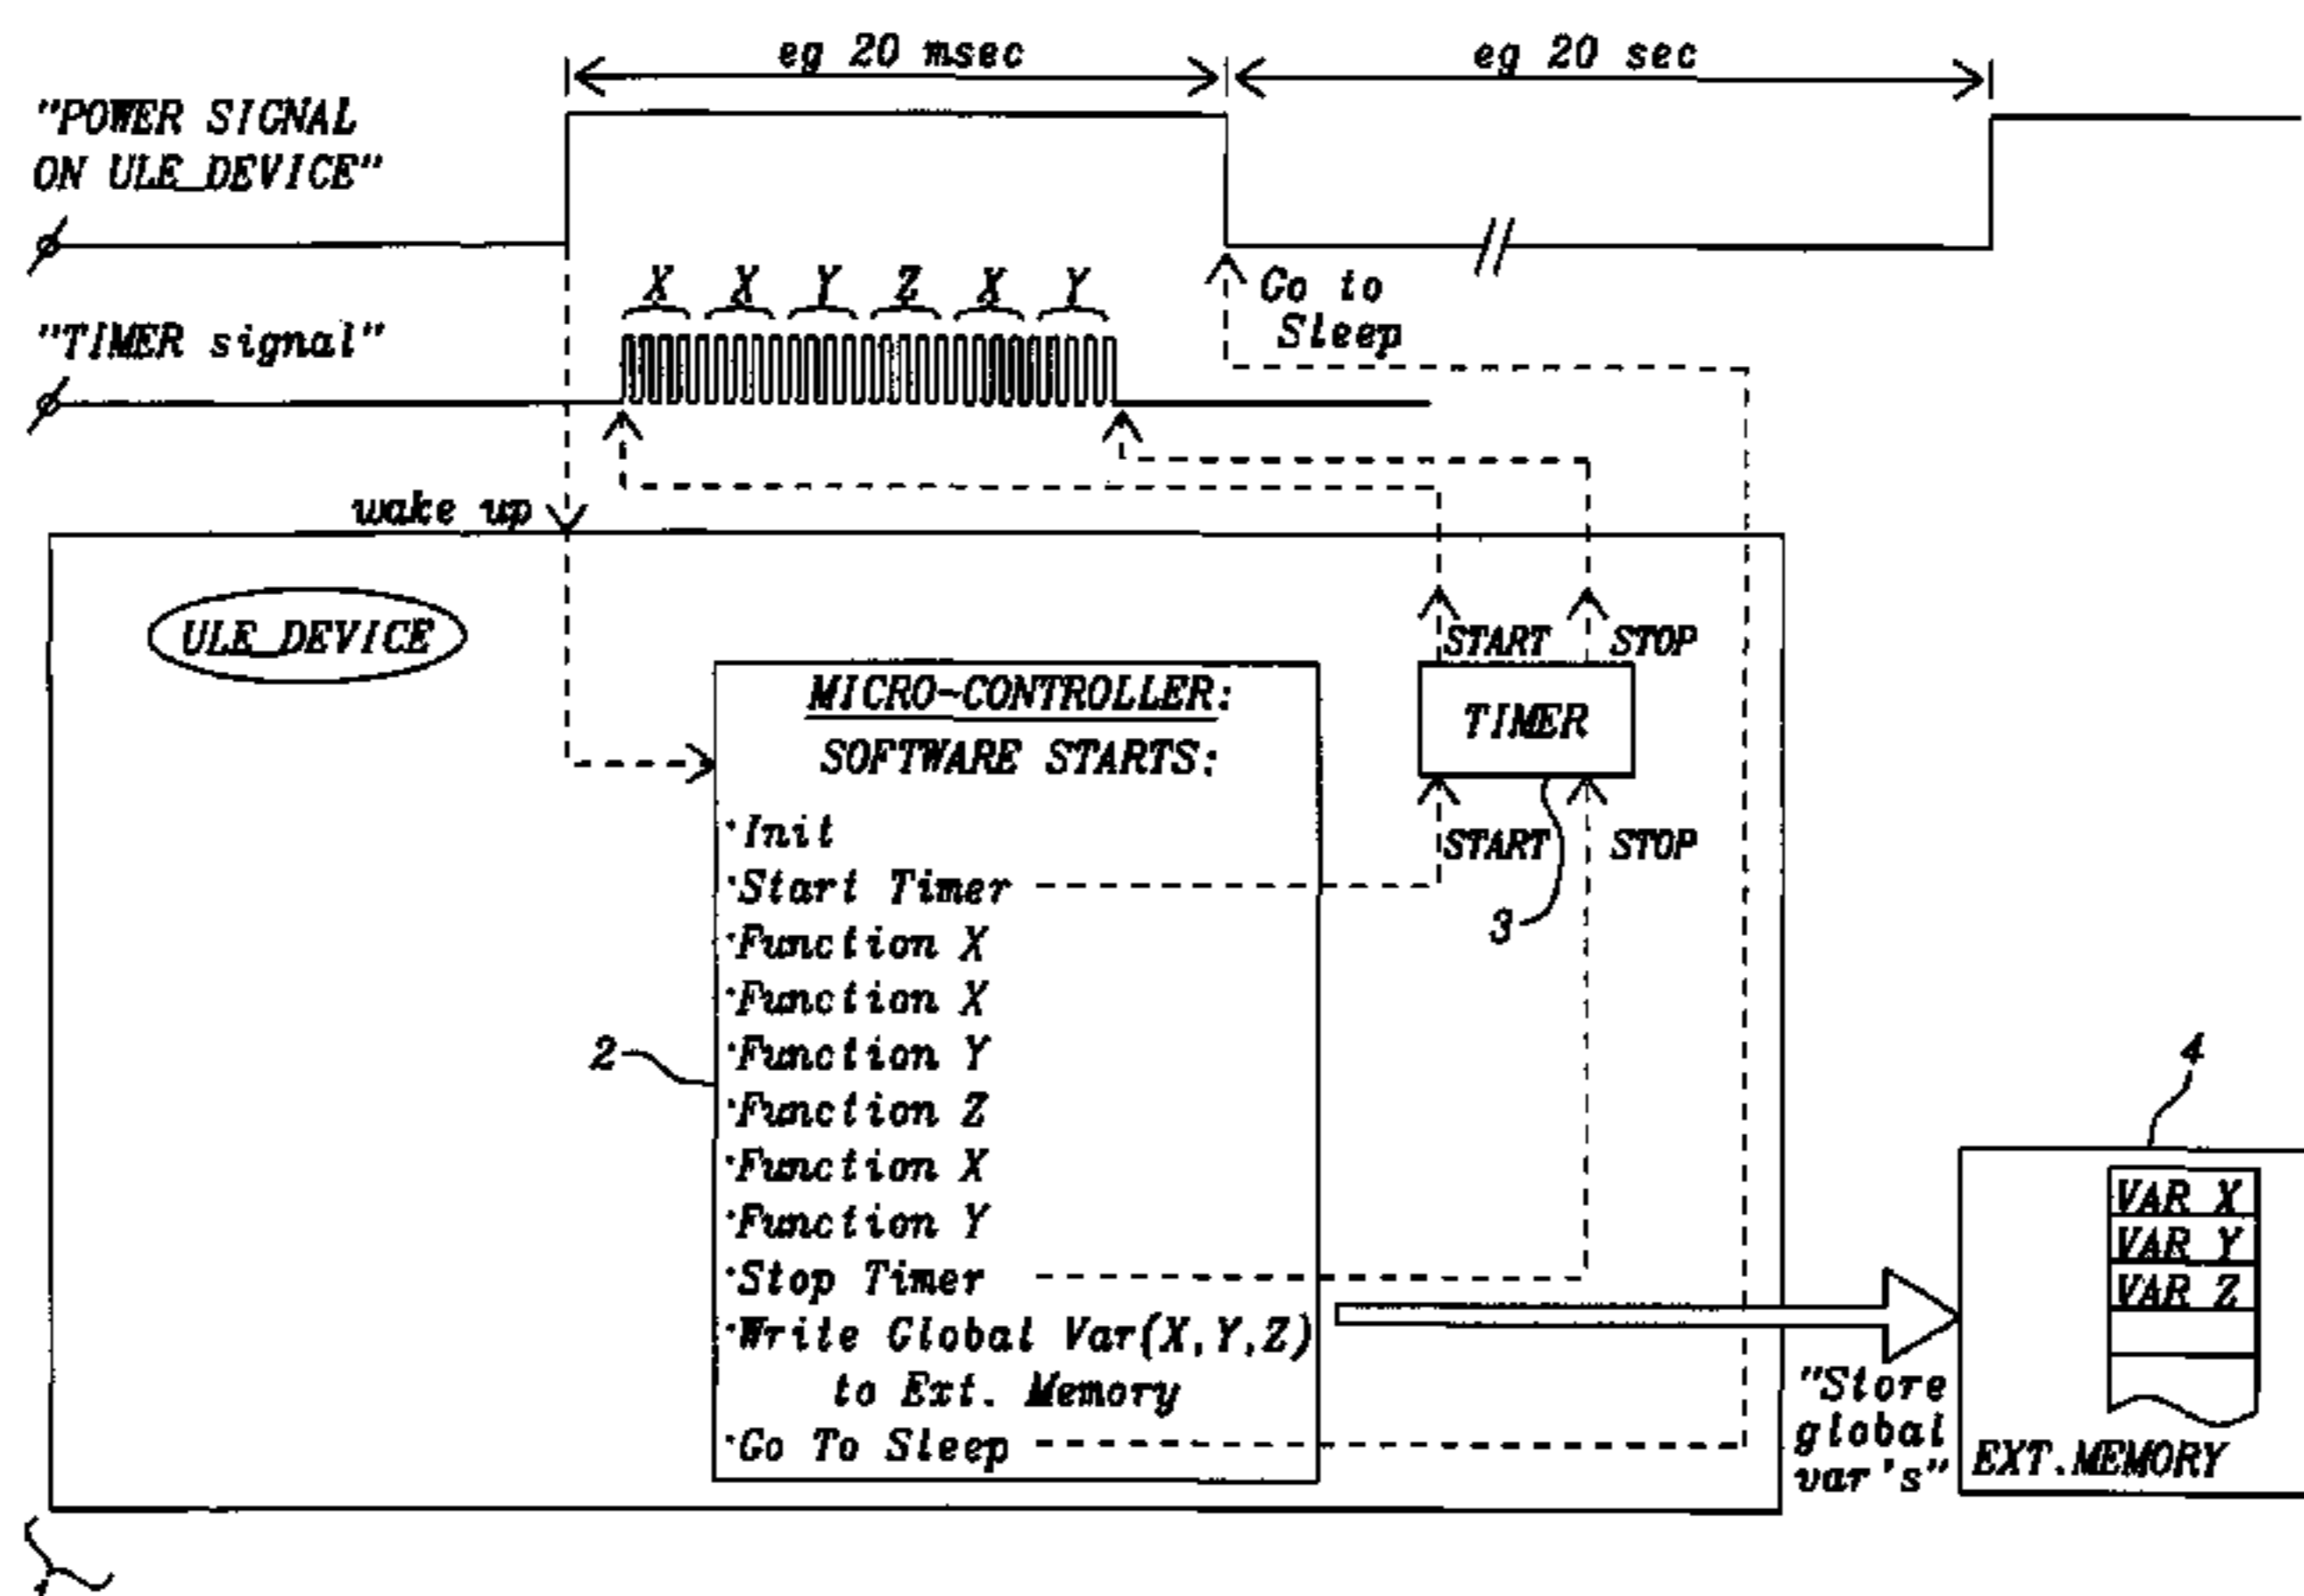 eg 20 msec
eg 20 sec
"POWER SIGNAL
ON ULE_DEVICE"
X X Y Z X Y
Go to
Sleep
"TIMER signal"
wake up
ULE_DEVICE
START STOP
MICRO-CONTROLLER:
TIMER
SOFTWARE STARTS:
START STOP
·Init
·Start Timer
3
·Function X
·Function X
2
·Function Y
4
·Function Z
·Function X
·Function Y
·Stop Timer
·Write Global Var(X,Y,Z)
to Ext. Memory
·Go To Sleep
VAR X
VAR Y
VAR Z
"Store
global
var's"
EXT.MEMORY